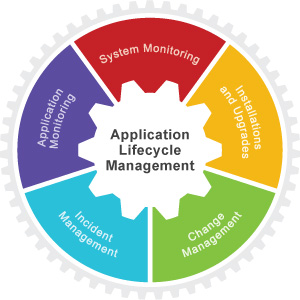 System Monitoring
Installations
and Upgrades
Change
Management
Incident
Management
Application
Monitoring
Application
Lifecycle
Management